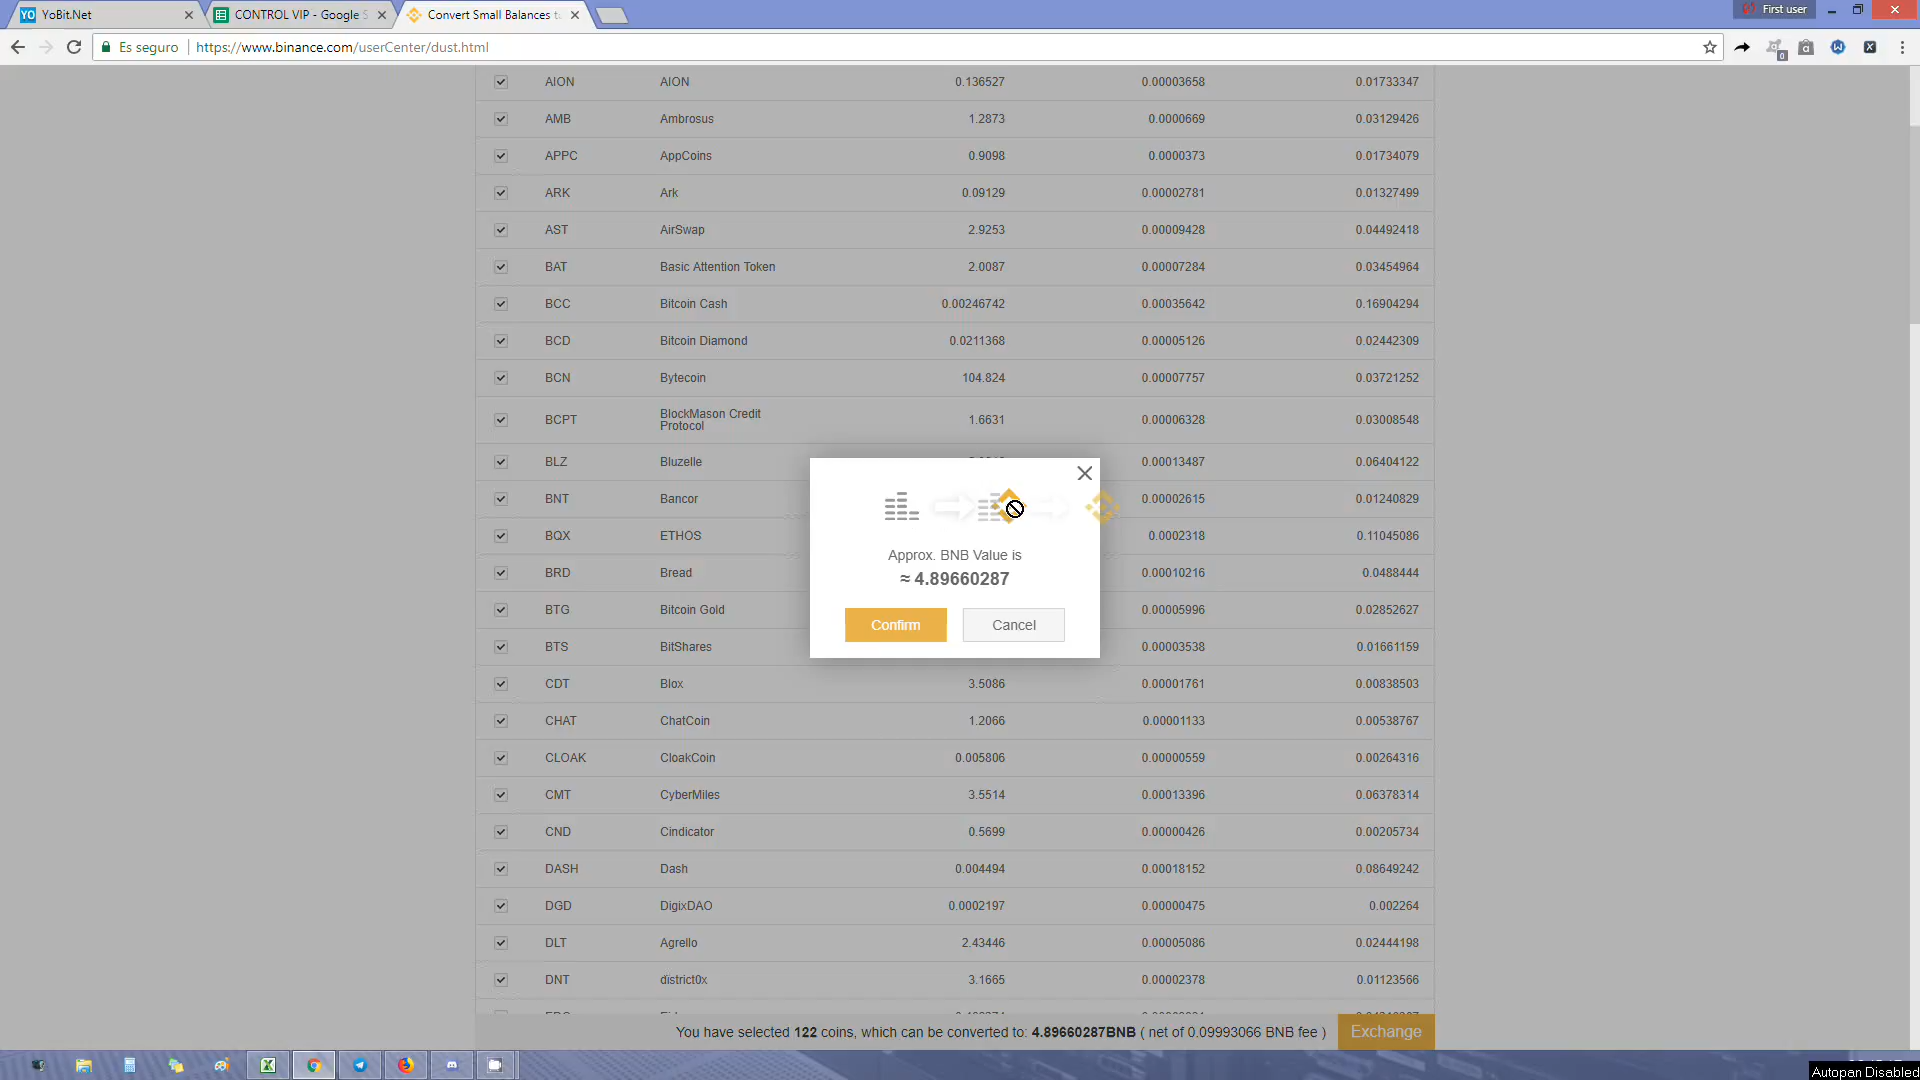 YO YoBit.Net
CONTROL VIP - Google S
Convert Small Balances t
First user
Es seguro
https://www.binance.com/userCenter/dust.html
0
AION AION 0.136527 0.00003658 0.01733347
AMB Ambrosus 1.2873 0.0000669 0.03129426
APPC AppCoins 0.9098 0.0000373 0.01734079
ARK Ark 0.09129 0.00002781 0.01327499
AST AirSwap 2.9253 0.00009428 0.04492418
BAT Basic Attention Token 2.0087 0.00007284 0.03454964
BCC Bitcoin Cash 0.00246742 0.00035642 0.16904294
BCD Bitcoin Diamond 0.0211368 0.00005126 0.02442309
BCN Bytecoin 104.824 0.00007757 0.03721252
BCPT BlockMason Credit Protocol 1.6631 0.00006328 0.03008548
BLZ Bluzelle 0.00013487 0.06404122
BNT Bancor 0.00002615 0.01240829
BQX ETHOS 0.0002318 0.11045086
BRD Bread 0.00010216 0.0488444
BTG Bitcoin Gold 0.00005996 0.02852627
BTS BitShares 0.00003538 0.01661159
CDT Blox 3.5086 0.00001761 0.00838503
CHAT ChatCoin 1.2066 0.00001133 0.00538767
CLOAK CloakCoin 0.005806 0.00000559 0.00264316
CMT CyberMiles 3.5514 0.00013396 0.06378314
CND Cindicator 0.5699 0.00000426 0.00205734
DASH Dash 0.004494 0.00018152 0.08649242
DGD DigixDAO 0.0002197 0.00000475 0.002264
DLT Agrello 2.43446 0.00005086 0.02444198
DNT district0x 3.1665 0.00002378 0.01123566
Approx. BNB Value is
≈ 4.89660287
Confirm
Cancel
You have selected 122 coins, which can be converted to: 4.89660287BNB ( net of 0.09993066 BNB fee )
Exchange
Autopan Disabled